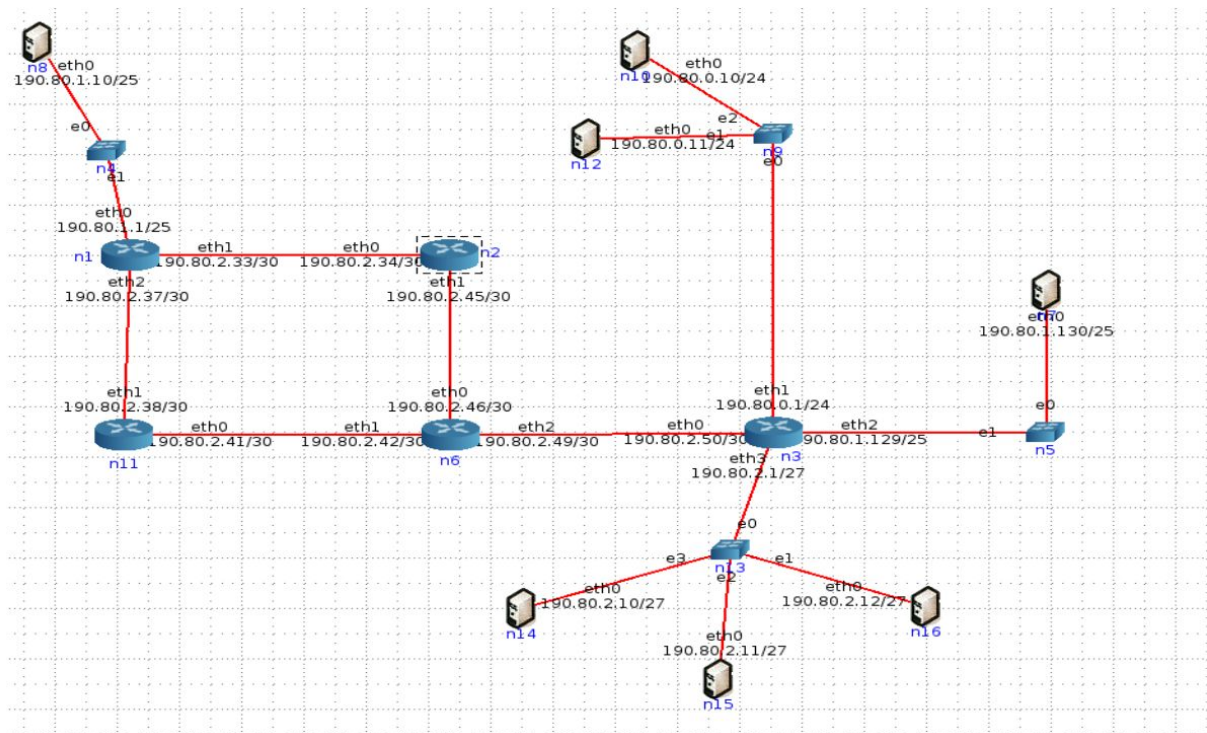 n8
eth0
190.80.1.10/25
e0
n4
e1
eth0
190.80.1.1/25
n1
eth1
190.80.2.33/30
eth2
190.80.2.37/30
eth0
190.80.2.34/30
n2
eth1
190.80.2.45/30
eth1
190.80.2.38/30
n11
eth0
190.80.2.41/30
eth0
190.80.2.46/30
eth1
190.80.2.42/30
n6
eth2
190.80.2.49/30
n10
eth0
190.80.0.10/24
e2
n12
eth0
190.80.0.11/24
e1
n9
e0
eth1
190.80.0.1/24
eth0
190.80.2.50/30
n3
eth2
190.80.1.129/25
eth3
190.80.2.1/27
n7
eth0
190.80.1.130/25
e0
e1
n5
e0
n13
e3
e2
e1
eth0
190.80.2.10/27
n14
eth0
190.80.2.11/27
n15
eth0
190.80.2.12/27
n16